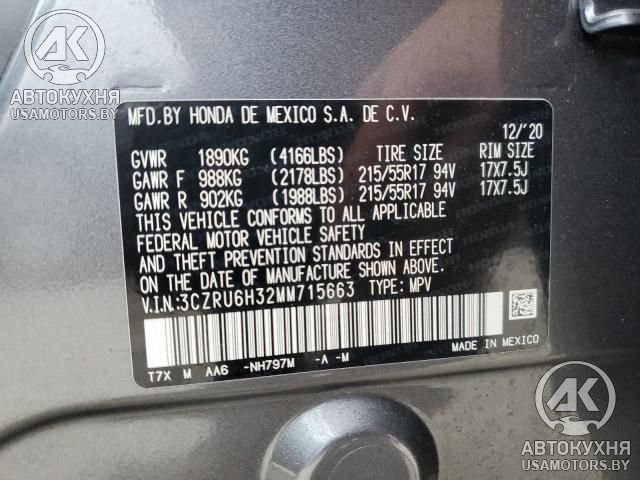 AK
АВТОКУХНЯ
USAMOTORS.BY
MFD.BY HONDA DE MEXICO S.A. DE C.V.
12/'20
GVWR 1890KG (4166LBS) TIRE SIZE RIM SIZE
GAWR F 988KG (2178LBS) 215/55R17 94V 17X7.5J
GAWR R 902KG (1988LBS) 215/55R17 94V 17X7.5J
THIS VEHICLE CONFORMS TO ALL APPLICABLE
FEDERAL MOTOR VEHICLE SAFETY
AND THEFT PREVENTION STANDARDS IN EFFECT
ON THE DATE OF MANUFACTURE SHOWN ABOVE.
V.I.N.:3CZRU6H32MM715663 TYPE: MPV
T7X M AA6 -NH797M -A -M
MADE IN MEXICO
AK
АВТОКУХНЯ
USAMOTORS.BY